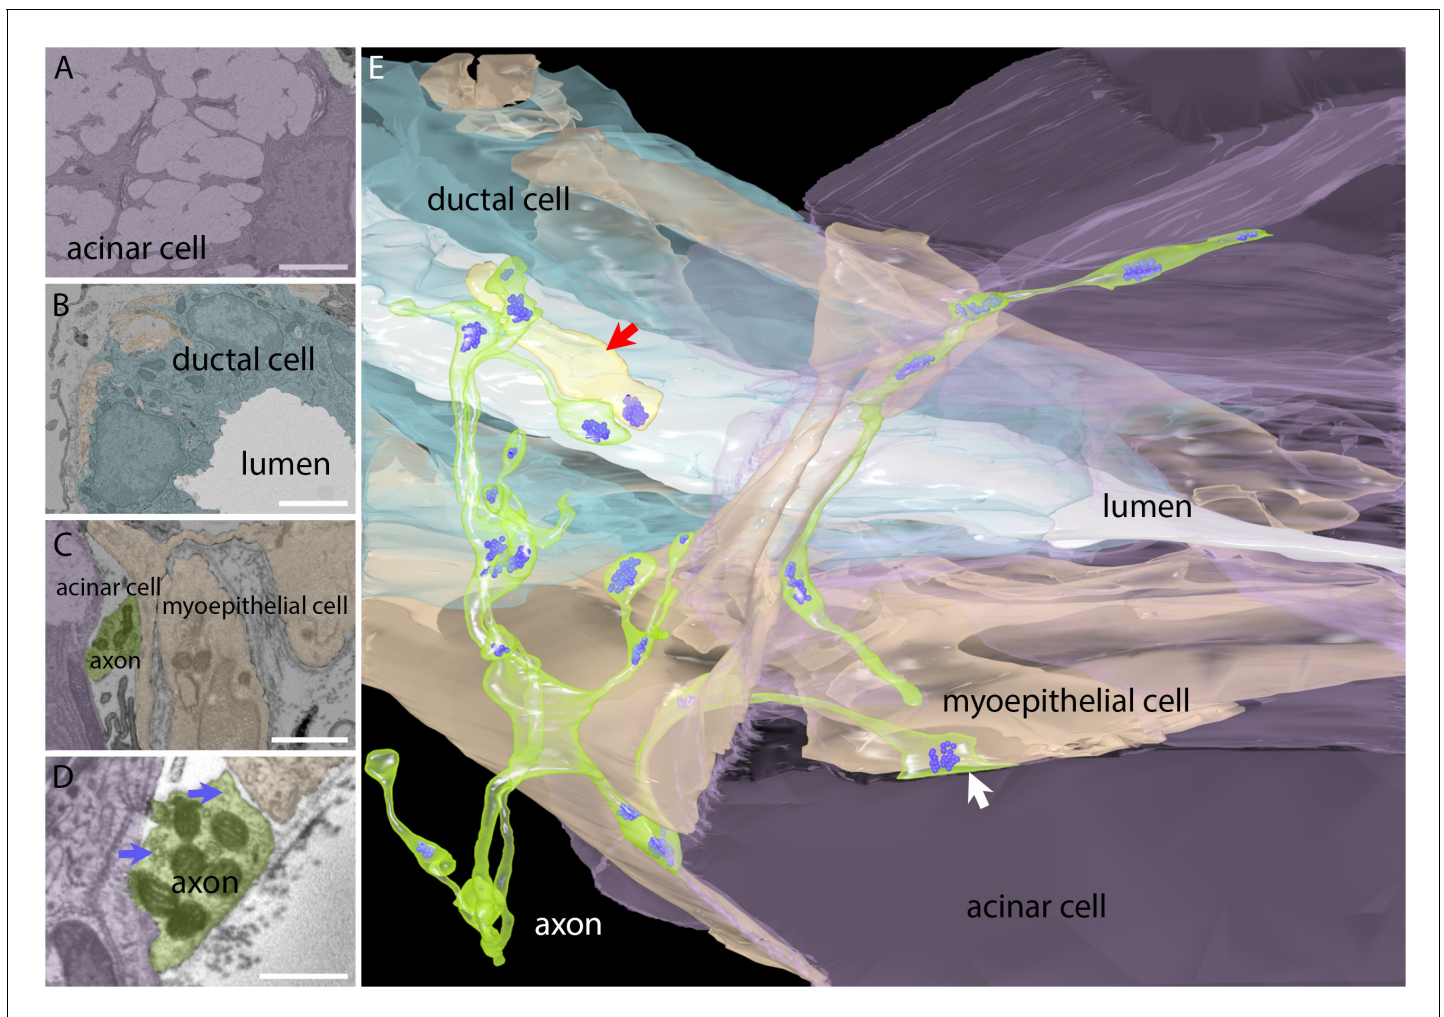 A
acinar cell
B
ductal cell
lumen
C
acinar cell
myoepithelial cell
axon
D
axon
E
ductal cell
lumen
myoepithelial cell
acinar cell
axon